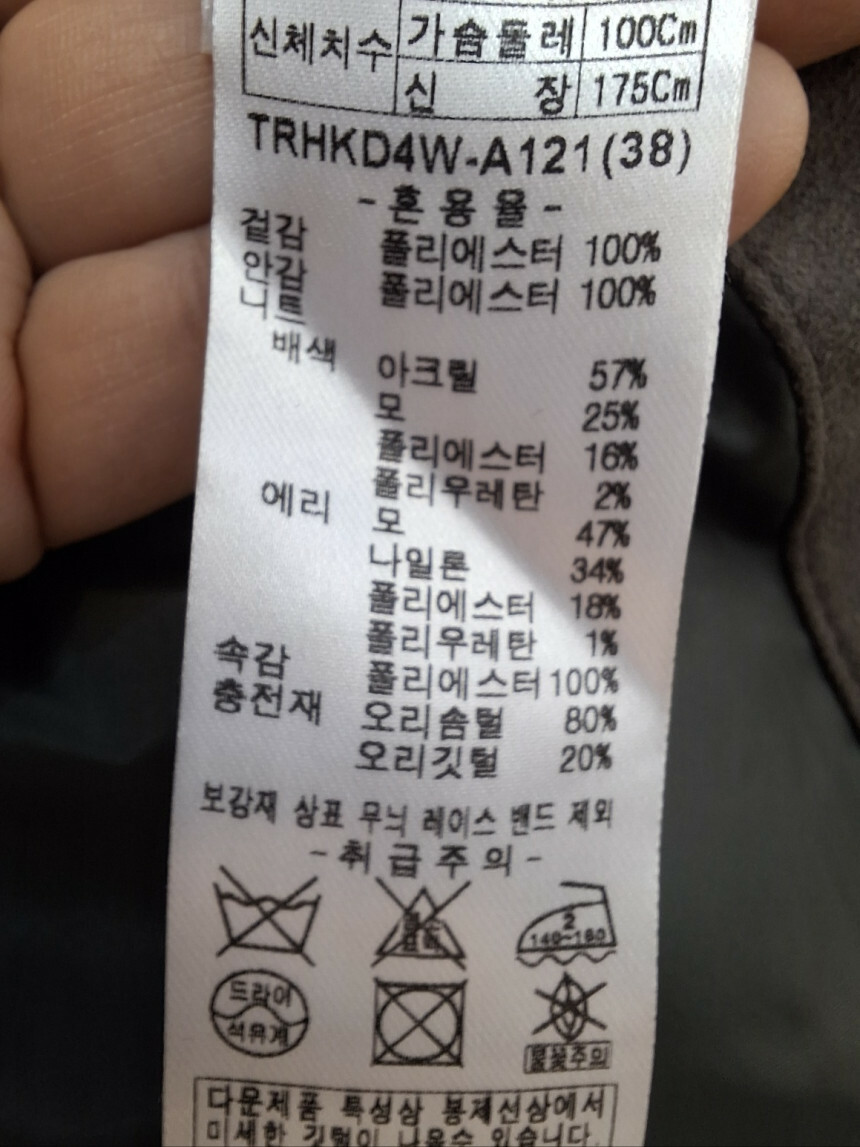 신체치수 가슴둘레 100Cm
신 장 175Cm
TRHKD4W-A121(38)
-혼용율-
겉감 폴리에스터 100%
안감 폴리에스터 100%
니트
배색 아크릴 57%
모 25%
폴리에스터 16%
폴리우레탄 2%
에리 모 47%
나일론 34%
폴리에스터 18%
폴리우레탄 1%
속감 폴리에스터 100%
충전재 오리솜털 80%
오리깃털 20%
보강재 상표 무늬 레이스 밴드 제외
-취급주의-
2
140~160
드라이
석유계
불꽃주의
다운제품 특성상 봉제선상에서
미세한 깃털이 나올수 있습니다.